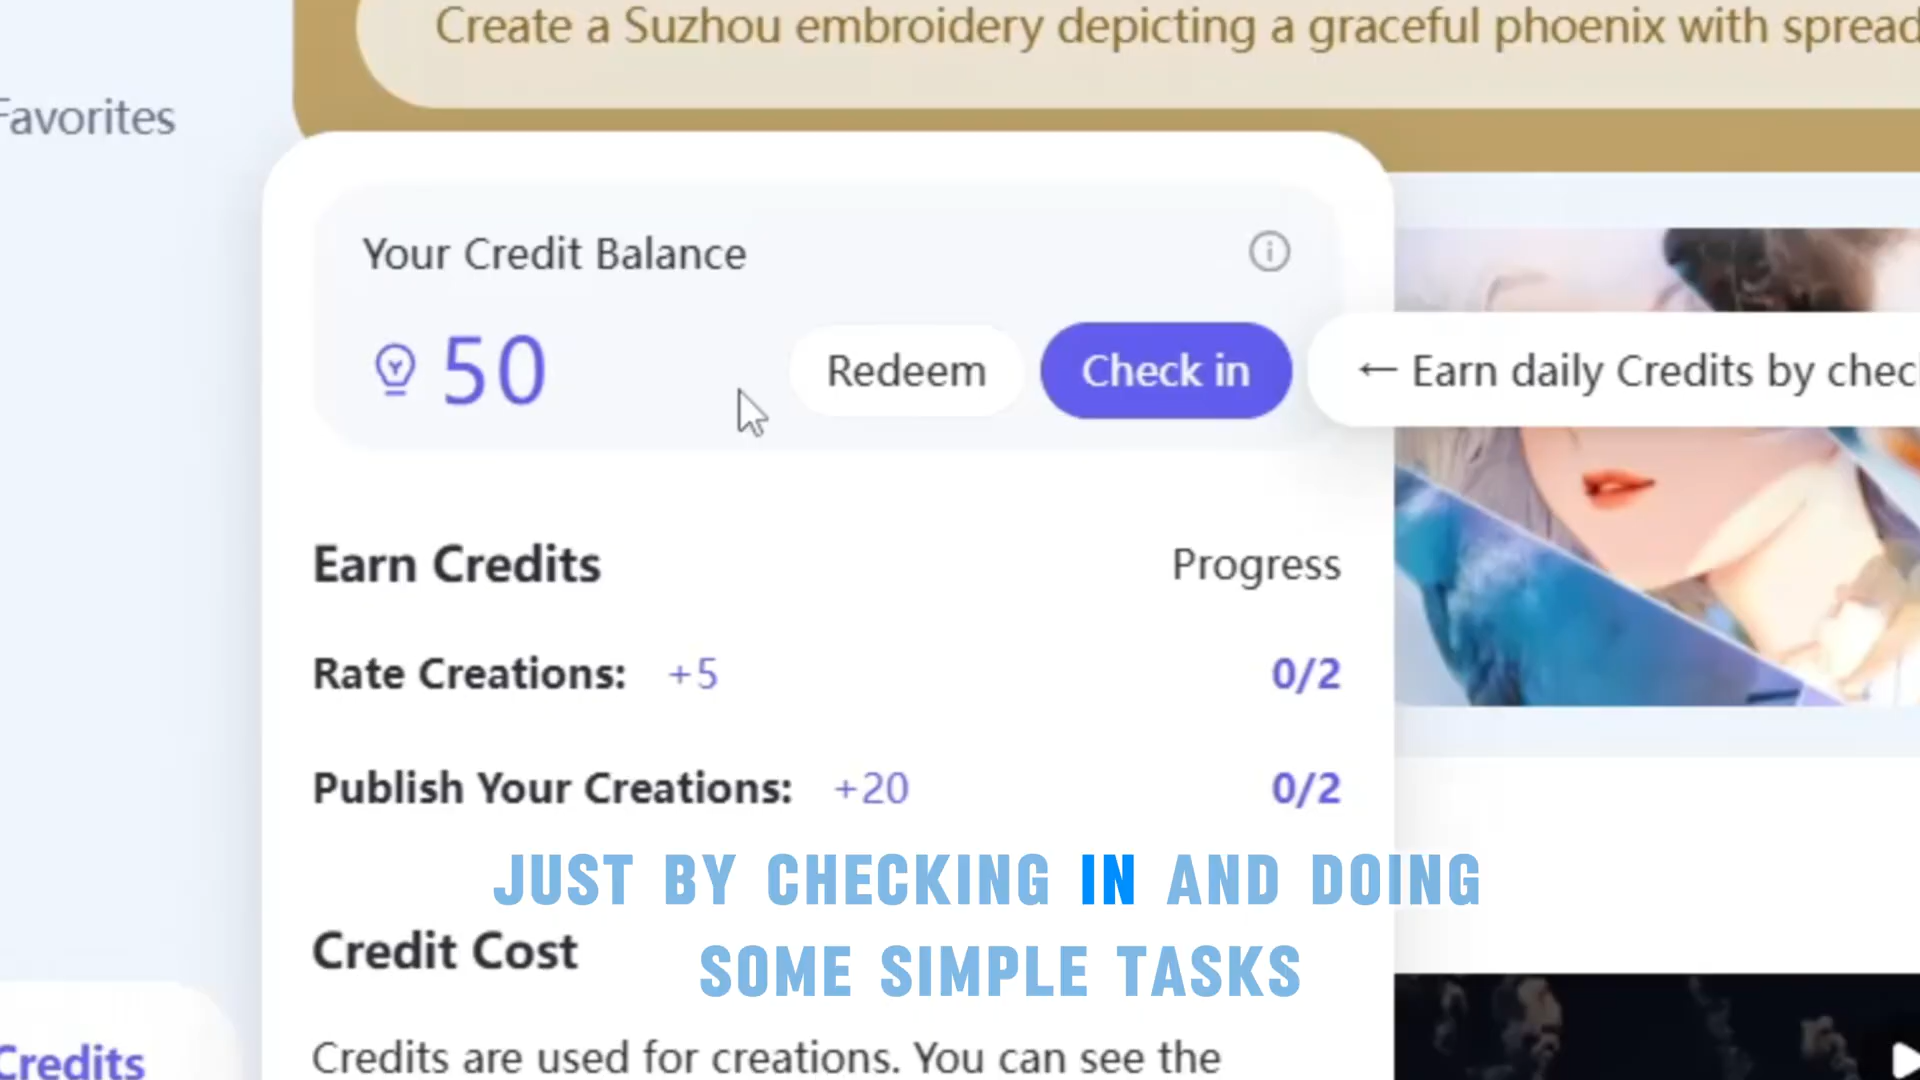 Create a Suzhou embroidery depicting a graceful phoenix with spread
Favorites
Your Credit Balance
50
Redeem
Check in
← Earn daily Credits by chec
Earn Credits
Progress
Rate Creations: +5
0/2
Publish Your Creations: +20
0/2
JUST BY CHECKING IN AND DOING
SOME SIMPLE TASKS
Credit Cost
Credits are used for creations. You can see the
Credits